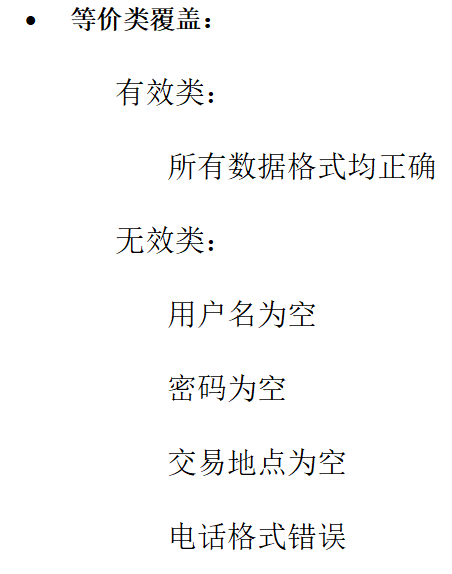 • 等价类覆盖：
有效类：
所有数据格式均正确
无效类：
用户名为空
密码为空
交易地点为空
电话格式错误